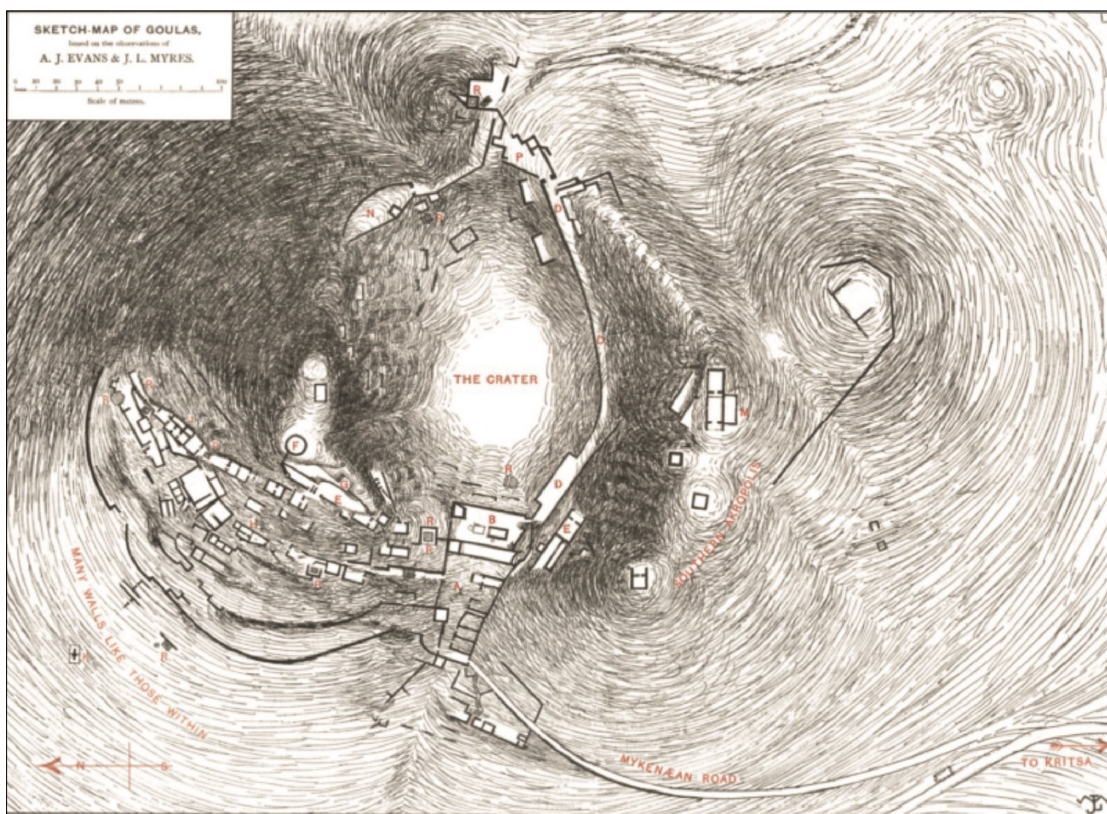 SKETCH-MAP OF GOULAS,
based on the observations of
A. J. EVANS & J. L. MYRES.
Scale of metres.
R
P
N
D
THE CRATER
M
F
G
E
D
R
B
R
E
A
SOUTHERN AKROPOLIS
MANY WALLS LIKE THOSE WITHIN
N S
MYKENÆAN ROAD
TO KRITSA